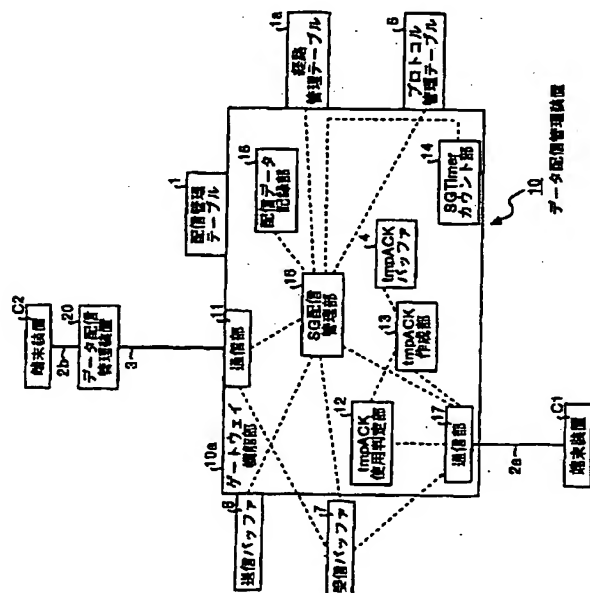 端末装置
C2
2b
データ配信
管理装置
20
3
配信管理
テーブル
1
経路
管理テーブル
1a
プロトコル
管理テーブル
6
送信バッファ
8
受信バッファ
7
ゲートウェイ
機能部
10a
通信部
11
SG配信
管理部
16
配信データ
記録部
15
tmpACK
使用判定部
12
tmpACK
作成部
13
tmpACK
バッファ
4
SGTimer
カウント部
14
通信部
17
2a
端末装置
C1
10
データ配信管理装置